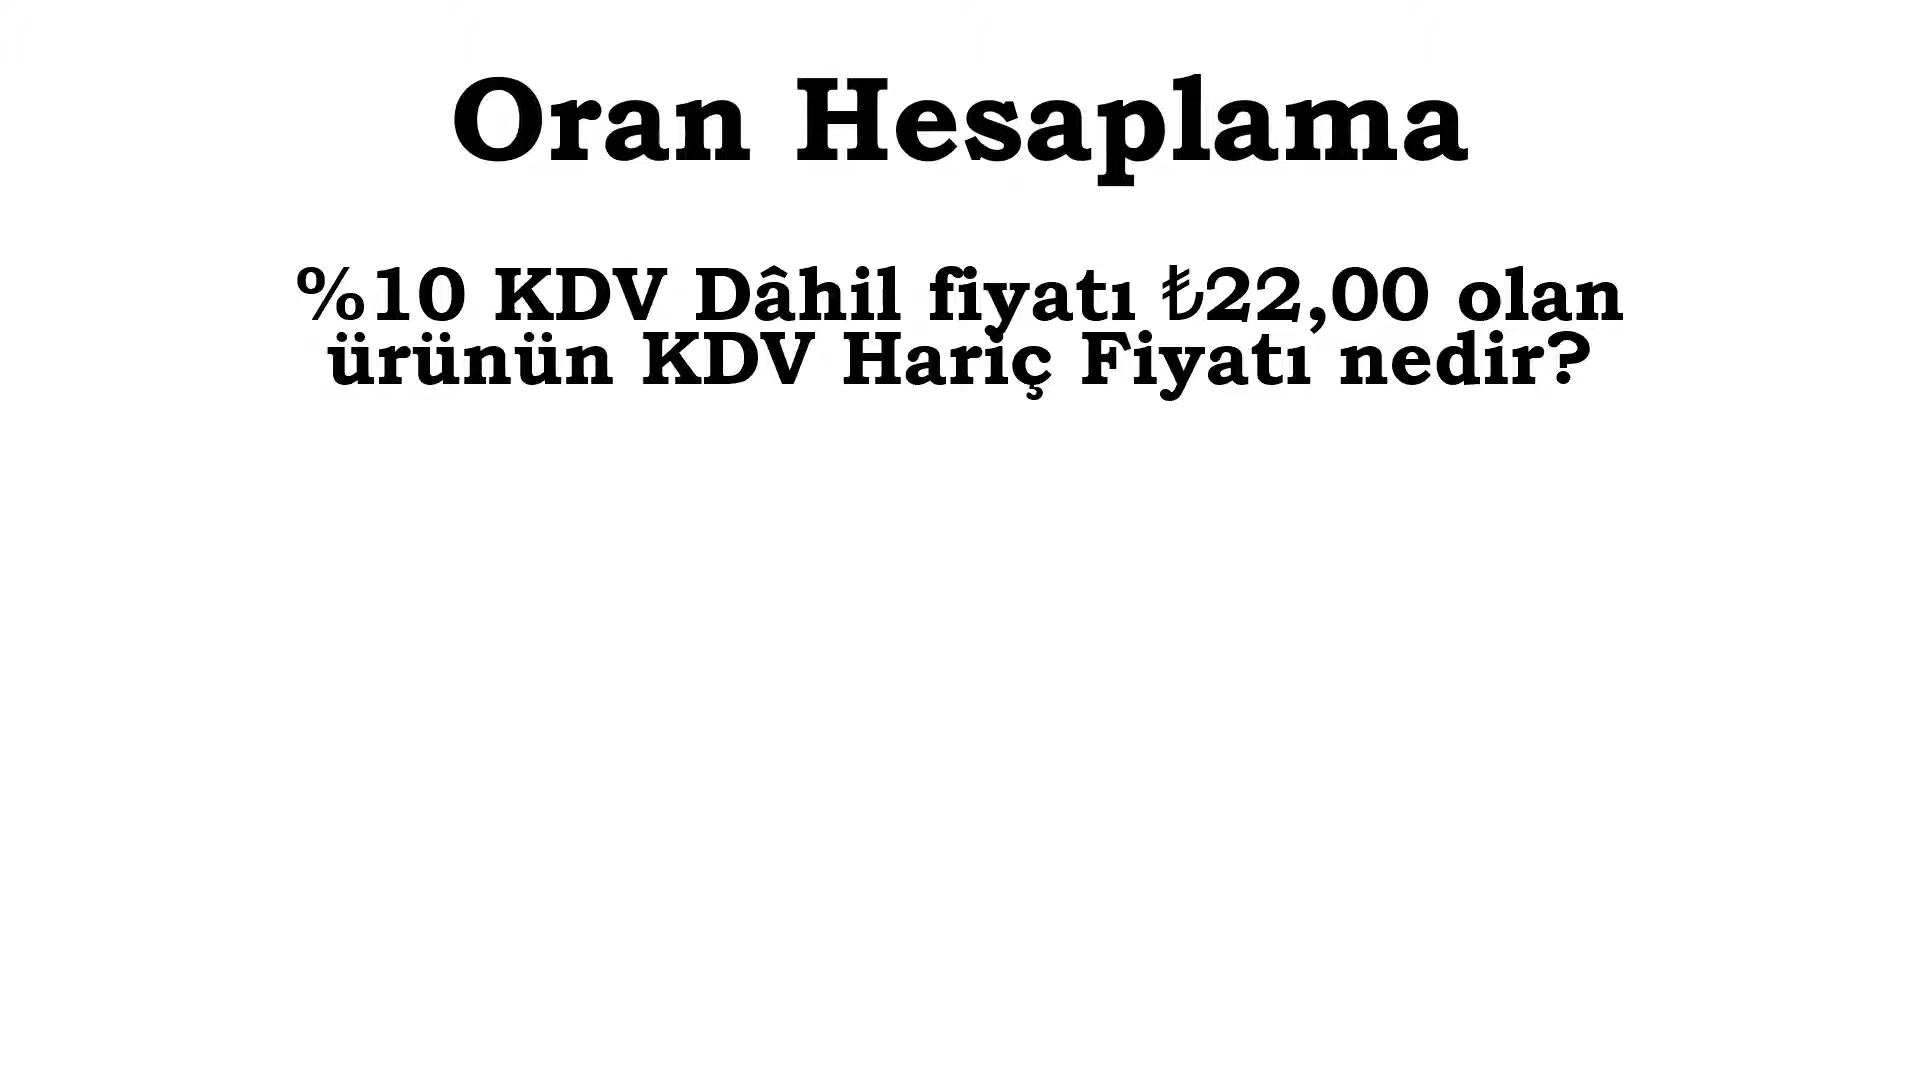 Oran Hesaplama
%10 KDV Dâhil fiyatı ₺22,00 olan
ürünün KDV Hariç Fiyatı nedir?